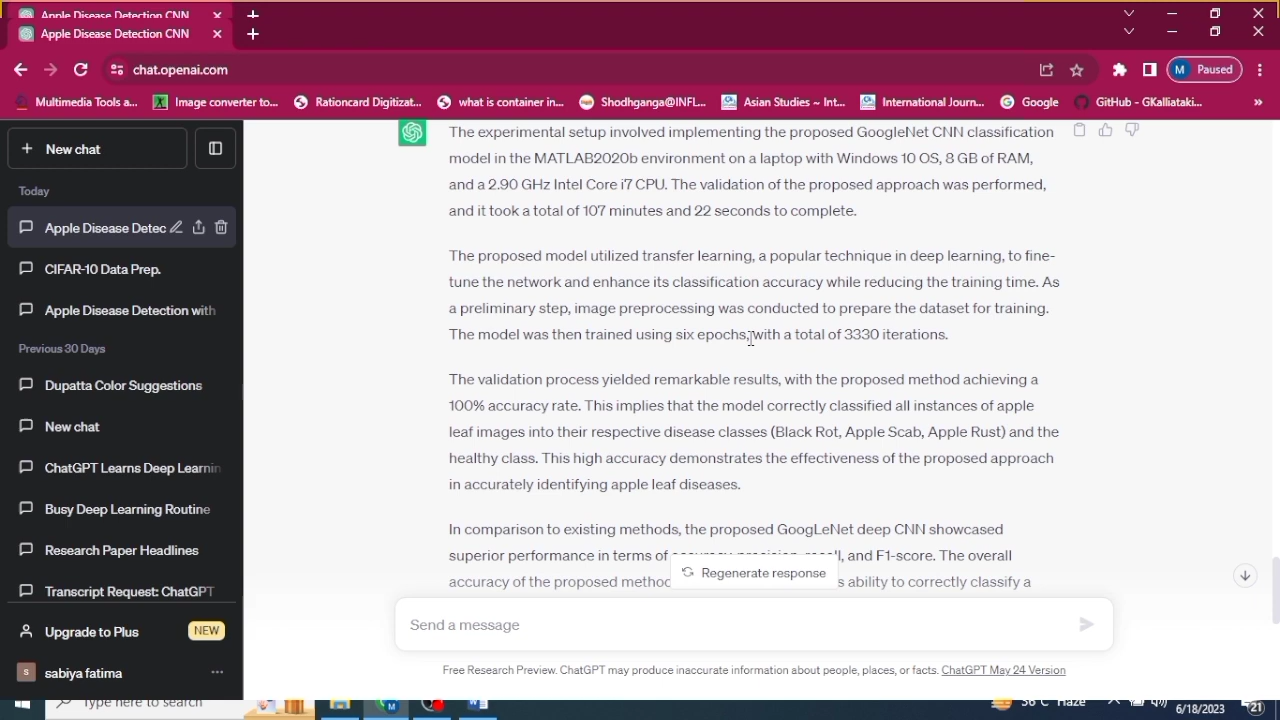 Apple Disease Detection CNN
Apple Disease Detection CNN
chat.openai.com
M Paused
Multimedia Tools a... Image converter to... Rationcard Digitizat... what is container in... Shodhganga@INFL... Asian Studies ~ Int... International Journ... Google GitHub - GKalliataki... »
+ New chat
Today
Apple Disease Detec
CIFAR-10 Data Prep.
Apple Disease Detection with
Previous 30 Days
Dupatta Color Suggestions
New chat
ChatGPT Learns Deep Learnin
Busy Deep Learning Routine
Research Paper Headlines
Transcript Request: ChatGPT
Upgrade to Plus NEW
s sabiya fatima ...
The experimental setup involved implementing the proposed GoogleNet CNN classification
model in the MATLAB2020b environment on a laptop with Windows 10 OS, 8 GB of RAM,
and a 2.90 GHz Intel Core i7 CPU. The validation of the proposed approach was performed,
and it took a total of 107 minutes and 22 seconds to complete.
The proposed model utilized transfer learning, a popular technique in deep learning, to fine-
tune the network and enhance its classification accuracy while reducing the training time. As
a preliminary step, image preprocessing was conducted to prepare the dataset for training.
The model was then trained using six epochs, with a total of 3330 iterations.
The validation process yielded remarkable results, with the proposed method achieving a
100% accuracy rate. This implies that the model correctly classified all instances of apple
leaf images into their respective disease classes (Black Rot, Apple Scab, Apple Rust) and the
healthy class. This high accuracy demonstrates the effectiveness of the proposed approach
in accurately identifying apple leaf diseases.
In comparison to existing methods, the proposed GoogLeNet deep CNN showcased
superior performance in terms of accuracy, precision, recall, and F1-score. The overall
accuracy of the proposed method ability to correctly classify a
Regenerate response
Send a message
Free Research Preview. ChatGPT may produce inaccurate information about people, places, or facts. ChatGPT May 24 Version
Type here to search
M
36°C Haze
6/18/2023
21